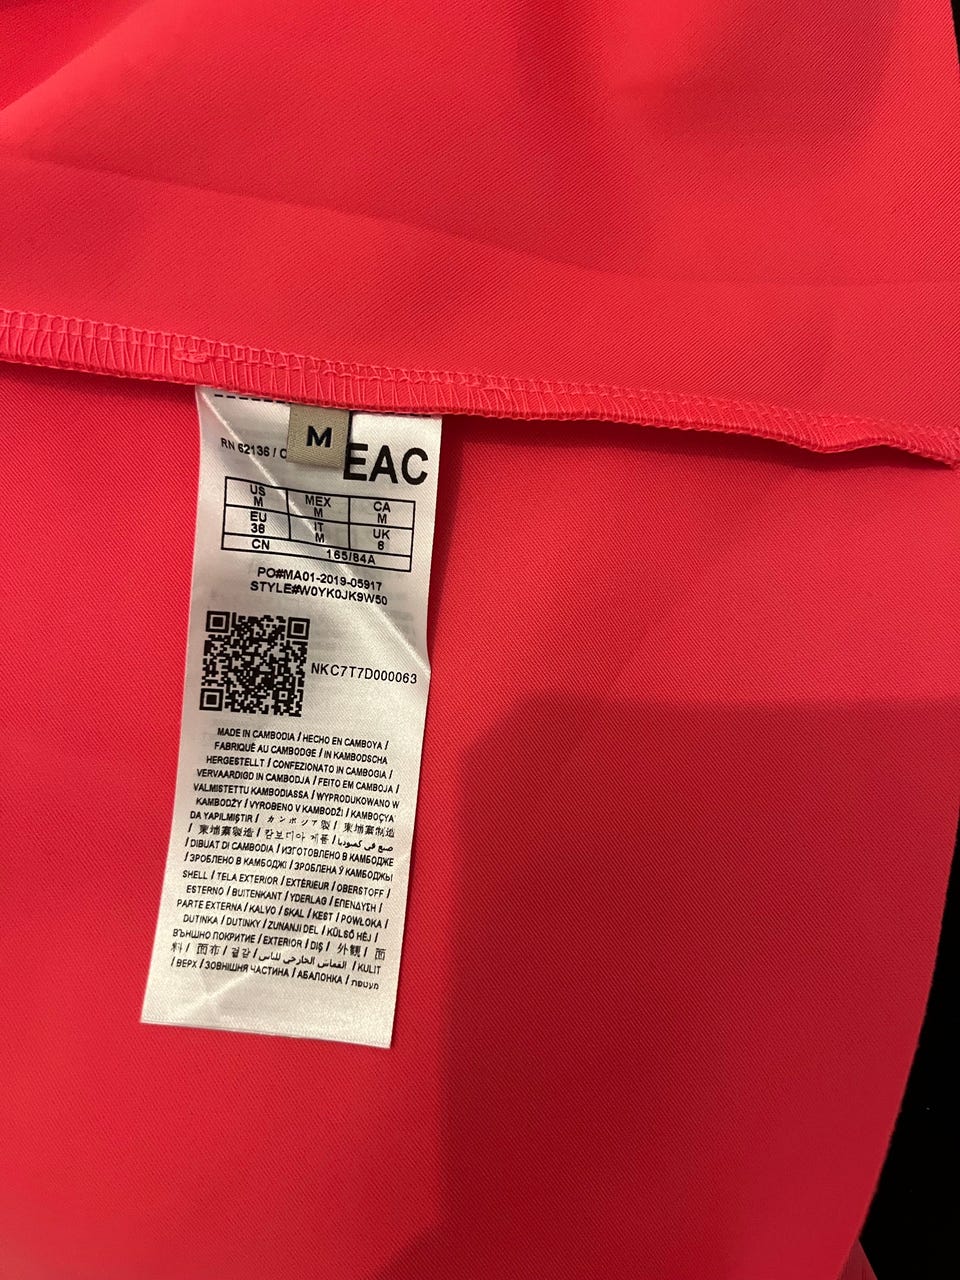 M
RN 62136 / C
EAC
US MEX CA
M M M
EU IT UK
38 M 8
CN 165/84A
PO#MA01-2019-05917
STYLE#W0YK0JK9W50
NKC7T7D000063
MADE IN CAMBODIA / HECHO EN CAMBOYA /
FABRIQUÉ AU CAMBODGE / IN KAMBODSCHA
HERGESTELLT / CONFEZIONATO IN CAMBOGIA /
VERVAARDIGD IN CAMBODJA / FEITO EM CAMBOJA /
VALMISTETTU KAMBODIASSA / WYPRODUKOWANO W
KAMBODŻY / VYROBENO V KAMBODŽI / KAMBOÇYA
DA YAPILMIŞTIR / カンボジア製 / 柬埔寨制造
/ 柬埔寨製造 / 캄보디아 제품 / صنع في كمبوديا
/ DIBUAT DI CAMBODIA / ИЗГОТОВЛЕНО В КАМБОДЖЕ
/ ЗРОБЛЕНО В КАМБОДЖІ / ЗРОБЛЕНА Ў КАМБОДЖЫ
SHELL / TELA EXTERIOR / EXTÉRIEUR / OBERSTOFF /
ESTERNO / BUITENKANT / YDERLAG / ΕΠΕΝΔΥΣΗ /
PARTE EXTERNA / KALVO / SKAL / KEST / POWŁOKA /
DUTINKA / DUTINKY / ZUNANJI DEL / KÜLSŐ HÉJ /
ВЪНШНО ПОКРИТИЕ / EXTERIOR / DIŞ / 外観 / 面
料 / 面布 / 겉감 / القماش الخارجي للناس / KULIT
/ ВЕРХ / ЗОВНІШНЯ ЧАСТИНА / АБАЛОНКА / מעטפת